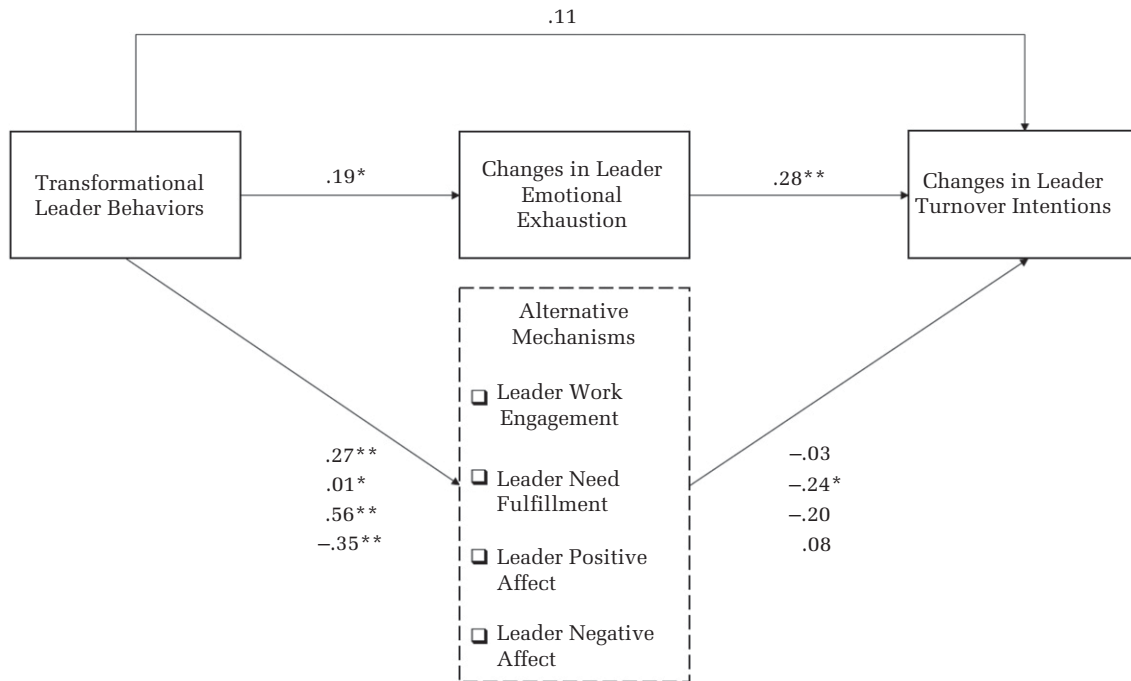 .11
Transformational
Leader Behaviors
.19*
Changes in Leader
Emotional
Exhaustion
.28**
Changes in Leader
Turnover Intentions
Alternative
Mechanisms
❑ Leader Work
Engagement
❑ Leader Need
Fulfillment
❑ Leader Positive
Affect
❑ Leader Negative
Affect
.27**
.01*
.56**
–.35**
–.03
–.24*
–.20
.08